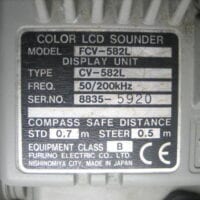 COLOR LCD SOUNDER
MODEL FCV-582L
DISPLAY UNIT
TYPE CV-582L
FREQ. 50/200kHz
SER.NO. 8835-5920
COMPASS SAFE DISTANCE
STD 0.7 m STEER 0.5 m
EQUIPMENT CLASS B
FURUNO ELECTRIC CO., LTD.
NISHINOMIYA CITY, MADE IN JAPAN